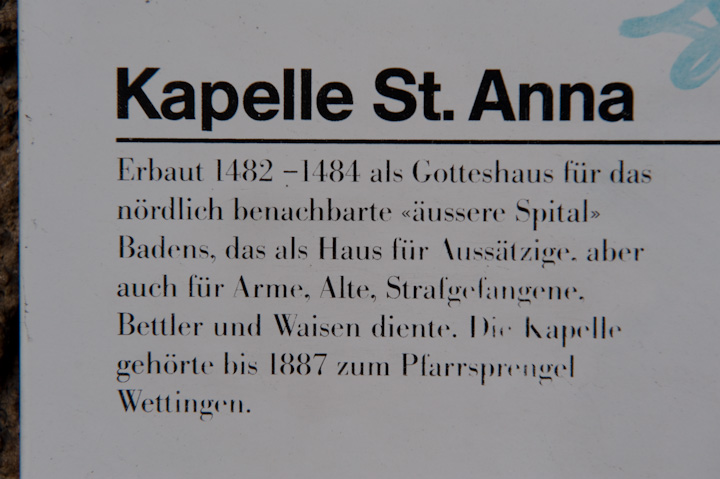 Kapelle St. Anna
Erbaut 1482 –1484 als Gotteshaus für das
nördlich benachbarte «äussere Spital»
Badens, das als Haus für Aussätzige, aber
auch für Arme, Alte, Strafgefangene,
Bettler und Waisen diente. Die Kapelle
gehörte bis 1887 zum Pfarrsprengel
Wettingen.